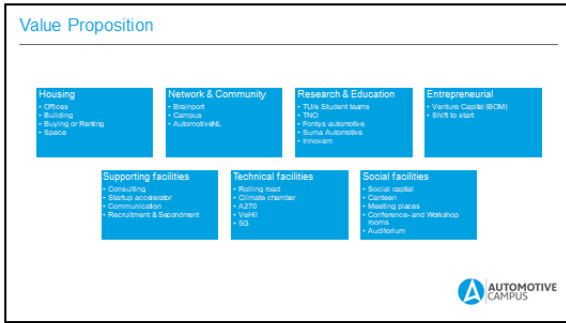 Value Proposition
Housing
• Offices
• Building
• Buying or Renting
• Space
Network & Community
• Brainport
• Campus
• AutomotiveNL
Research & Education
• TU/e Student teams
• TNO
• Fontys automotive
• Suma Automotive
• Innovam
Entrepreneurial
• Venture Capital (BOM)
• Shift to start
Supporting facilities
• Consulting
• Startup accelerator
• Communication
• Recruitment & Secondment
Technical facilities
• Rolling road
• Climate chamber
• A270
• VeHil
• 5G
Social facilities
• Social capital
• Canteen
• Meeting places
• Conference- and Workshop
rooms
• Auditorium
AUTOMOTIVE
CAMPUS